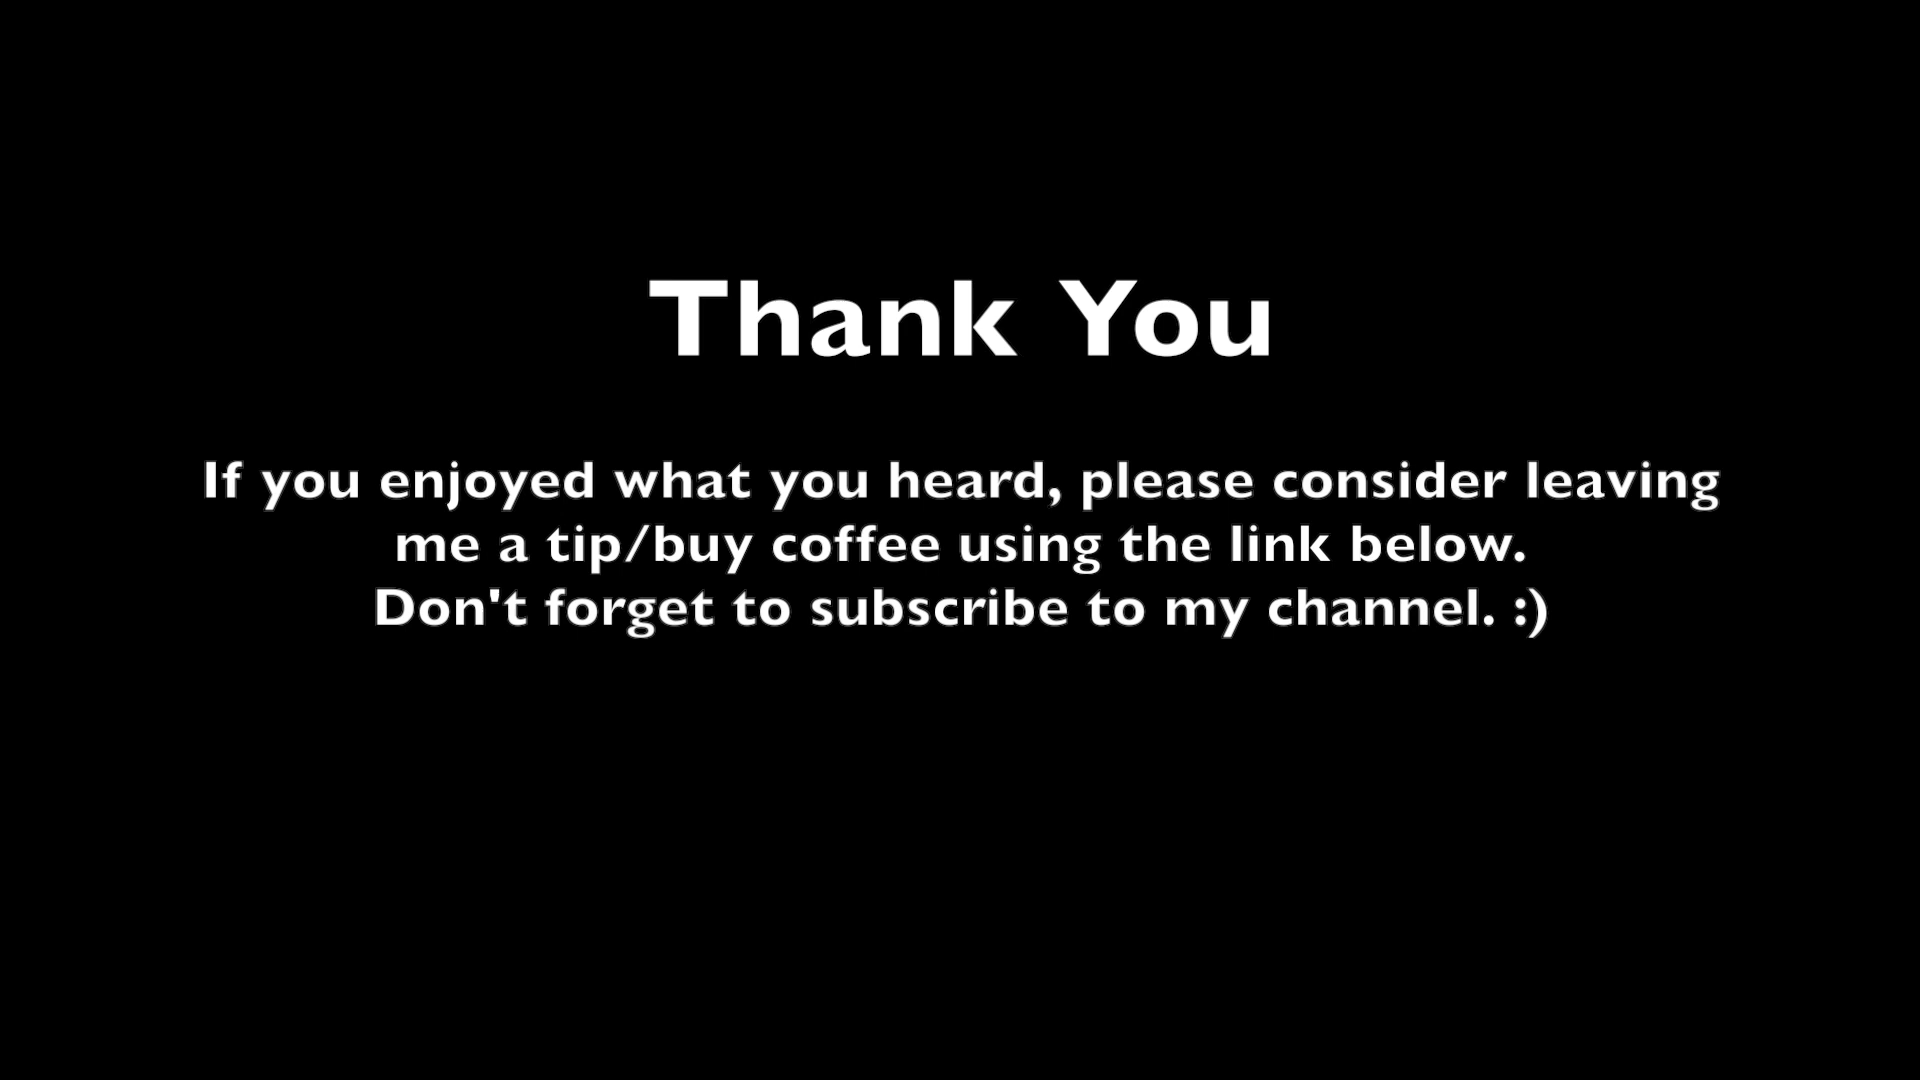 Thank You
If you enjoyed what you heard, please consider leaving
me a tip/buy coffee using the link below.
Don't forget to subscribe to my channel. :)